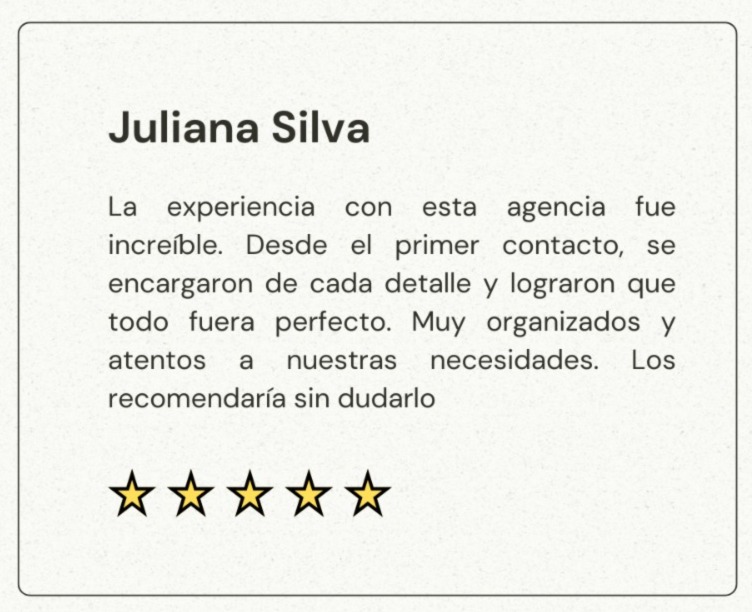 Juliana Silva
La experiencia con esta agencia fue
increíble. Desde el primer contacto, se
encargaron de cada detalle y lograron que
todo fuera perfecto. Muy organizados y
atentos a nuestras necesidades. Los
recomendaría sin dudarlo